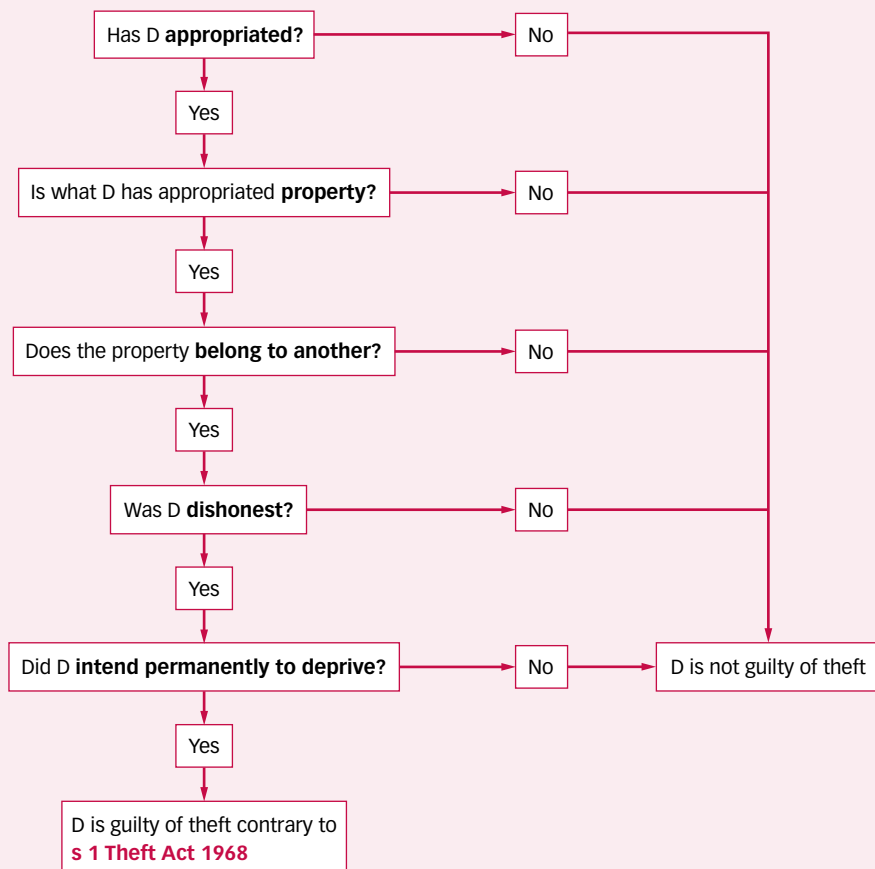 Has D appropriated?
No
Yes
Is what D has appropriated property?
No
Yes
Does the property belong to another?
No
Yes
Was D dishonest?
No
Yes
Did D intend permanently to deprive?
No
D is not guilty of theft
Yes
D is guilty of theft contrary to
s 1 Theft Act 1968